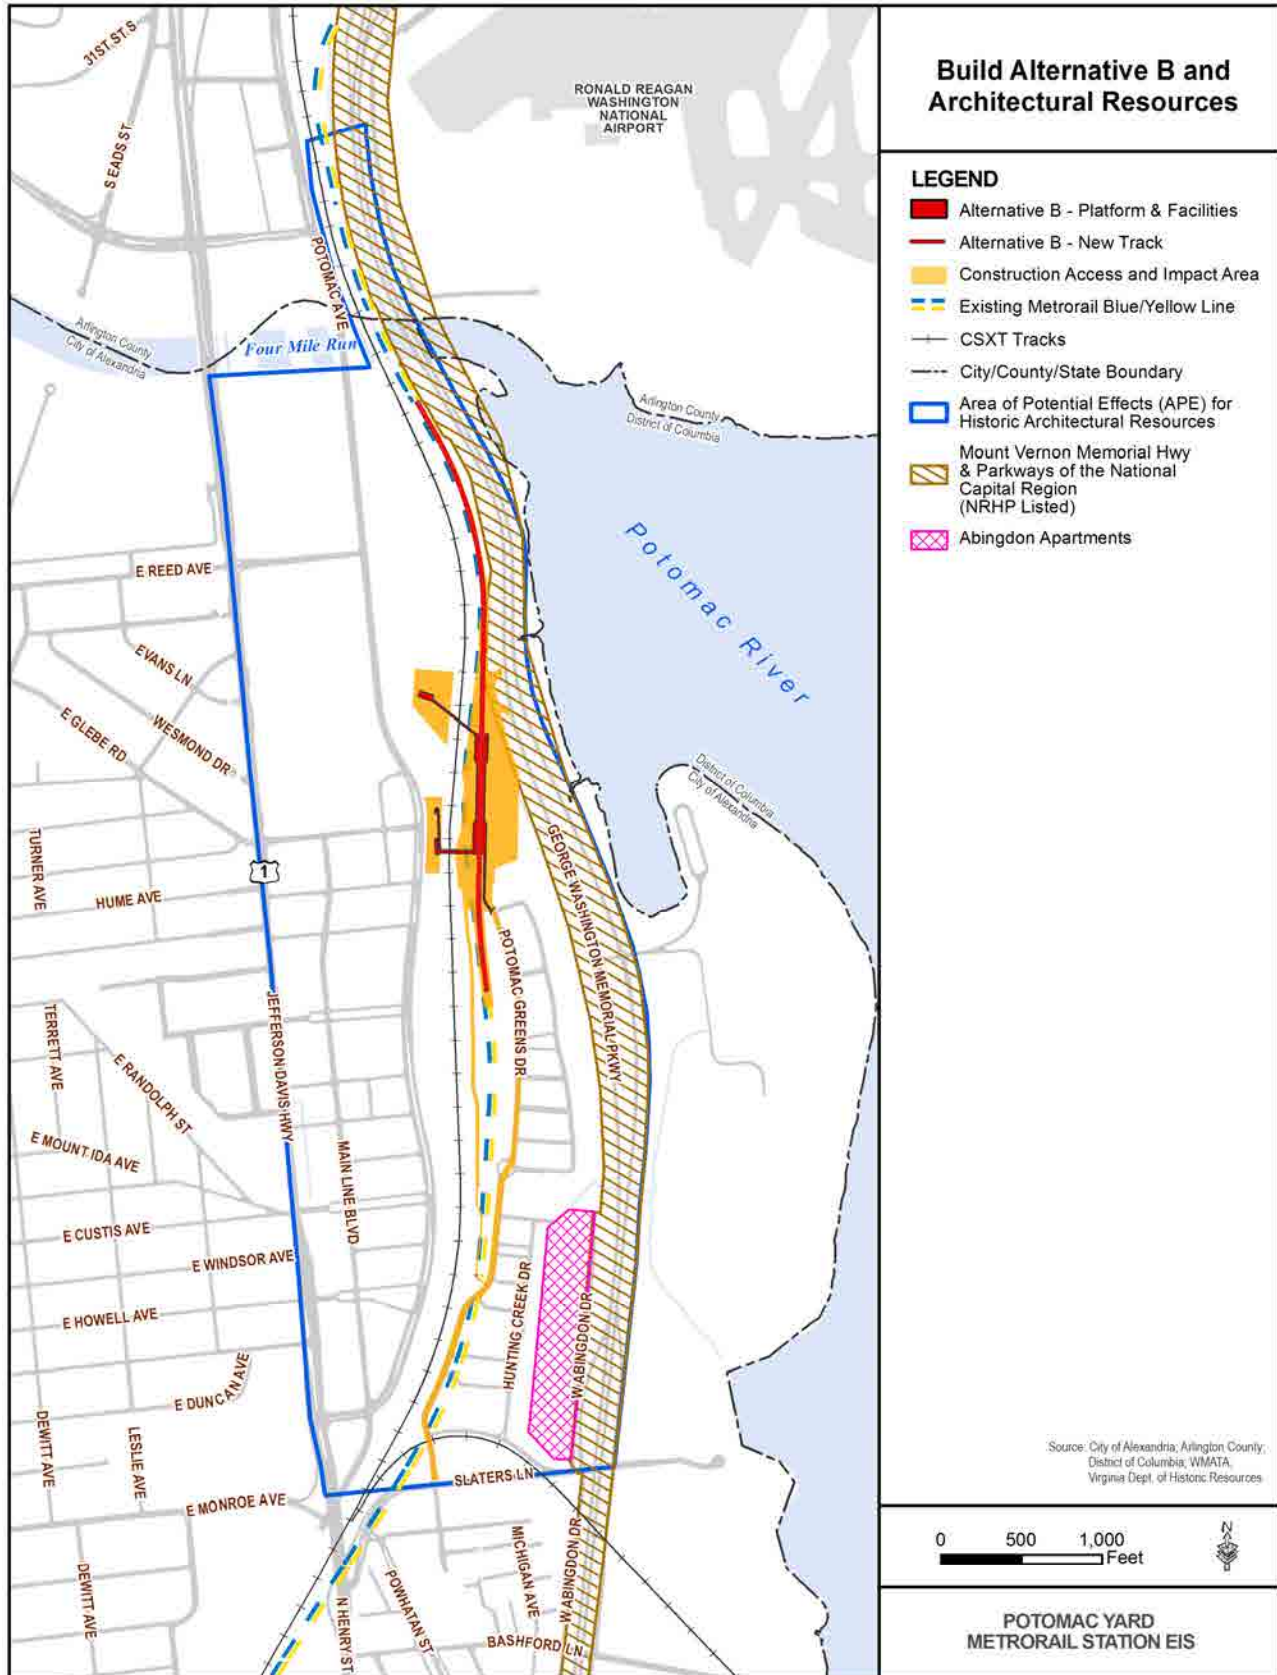 Build Alternative B and
Architectural Resources
LEGEND
Alternative B - Platform & Facilities
Alternative B - New Track
Construction Access and Impact Area
Existing Metrorail Blue/Yellow Line
CSXT Tracks
City/County/State Boundary
Area of Potential Effects (APE) for
Historic Architectural Resources
Mount Vernon Memorial Hwy
& Parkways of the National
Capital Region
(NRHP Listed)
Abingdon Apartments
Source: City of Alexandria; Arlington County;
District of Columbia; WMATA,
Virginia Dept. of Historic Resources
0 500 1,000
Feet
N
POTOMAC YARD
METRORAIL STATION EIS
31ST ST S
RONALD REAGAN
WASHINGTON
NATIONAL
AIRPORT
S EADS ST
POTOMAC AVE
Arlington County
City of Alexandria
Four Mile Run
Arlington County
District of Columbia
Potomac River
E REED AVE
EVANS LN
WESMOND DR
E GLEBE RD
District of Columbia
City of Alexandria
TURNER AVE
1
HUME AVE
GEORGE WASHINGTON MEMORIAL PKWY
POTOMAC GREENS DR
JEFFERSON DAVIS HWY
TERRETT AVE
E RANDOLPH ST
E MOUNT IDA AVE
MAIN LINE BLVD
E CUSTIS AVE
E WINDSOR AVE
E HOWELL AVE
HUNTING CREEK DR
W ABINGDON DR
E DUNCAN AVE
DEWITT AVE
LESLIE AVE
SLATERS LN
E MONROE AVE
DEWITT AVE
N HENRY ST
POWHATAN ST
MICHIGAN AVE
W ABINGDON DR
BASHFORD LN